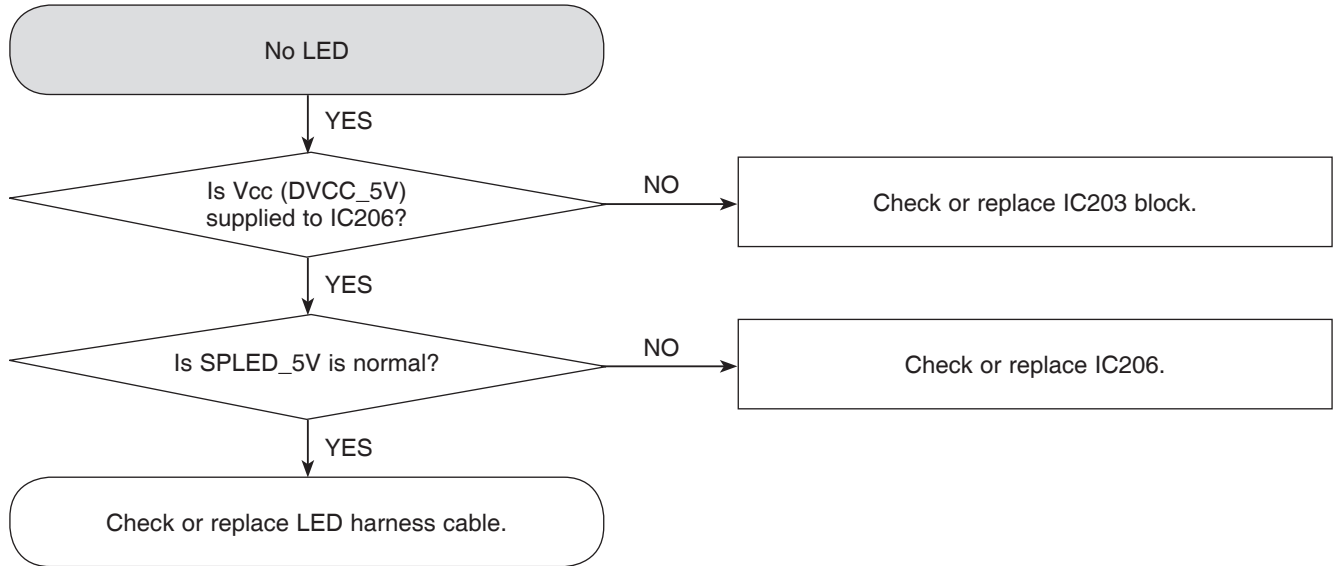 No LED
YES
Is Vcc (DVCC_5V)
supplied to IC206?
NO
Check or replace IC203 block.
YES
Is SPLED_5V is normal?
NO
Check or replace IC206.
YES
Check or replace LED harness cable.